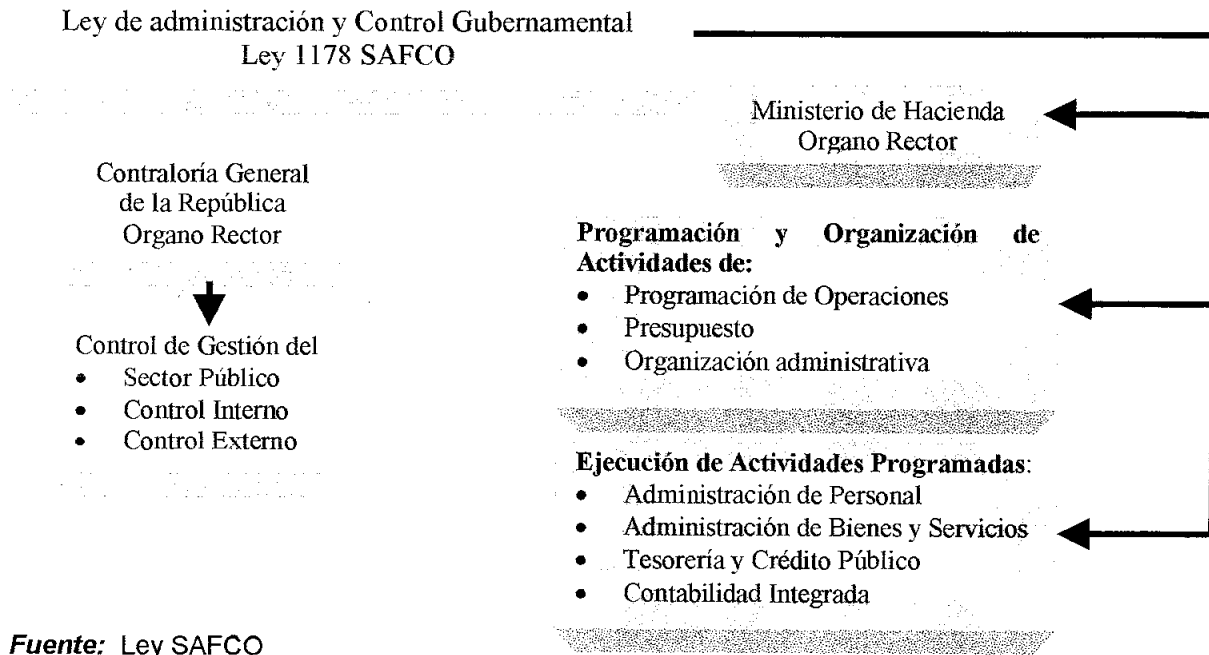 Ley de administración y Control Gubernamental
Ley 1178 SAFCO
Ministerio de Hacienda
Organo Rector
Contraloría General
de la República
Organo Rector
Control de Gestión del
• Sector Público
• Control Interno
• Control Externo
Programación y Organización de
Actividades de:
• Programación de Operaciones
• Presupuesto
• Organización administrativa
Ejecución de Actividades Programadas:
• Administración de Personal
• Administración de Bienes y Servicios
• Tesorería y Crédito Público
• Contabilidad Integrada
Fuente: Ley SAFCO